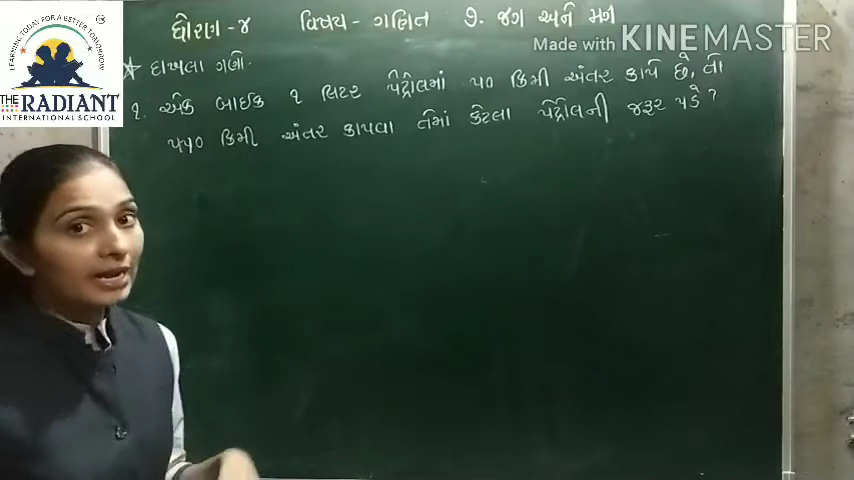 LEARNING TODAY FOR A BETTER TOMORROW
THE RADIANT
INTERNATIONAL SCHOOL
Made with KINEMASTER
ધોરણ - ૪ વિષય - ગણિત ૭. જગ અને મગ
★ દાખલા ગણો.
૧. એક બાઈક ૧ લિટર પેટ્રોલમાં ૫૦ કિમી અંતર કાપે છે, તો
૫૫૦ કિમી અંતર કાપવા તેમાં કેટલા પેટ્રોલની જરૂર પડે?